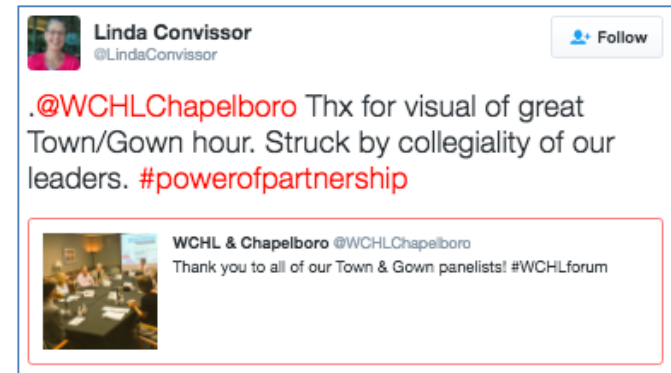 Linda Convissor
@LindaConvissor
Follow
.@WCHLChapelboro Thx for visual of great
Town/Gown hour. Struck by collegiality of our
leaders. #powerofpartnership
WCHL & Chapelboro @WCHLChapelboro
Thank you to all of our Town & Gown panelists! #WCHLforum